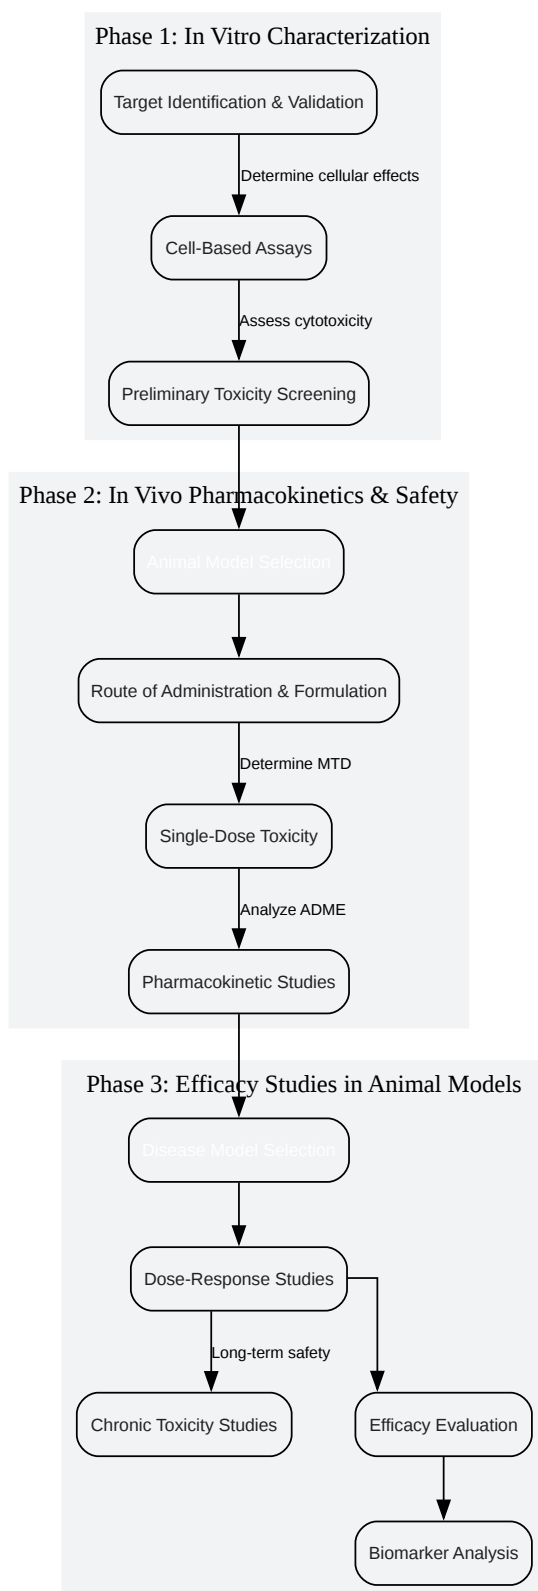 Phase 1: In Vitro Characterization
Target Identification & Validation
Determine cellular effects
Cell-Based Assays
Assess cytotoxicity
Preliminary Toxicity Screening
Phase 2: In Vivo Pharmacokinetics & Safety
Animal Model Selection
Route of Administration & Formulation
Determine MTD
Single-Dose Toxicity
Analyze ADME
Pharmacokinetic Studies
Phase 3: Efficacy Studies in Animal Models
Disease Model Selection
Dose-Response Studies
Long-term safety
Chronic Toxicity Studies
Efficacy Evaluation
Biomarker Analysis